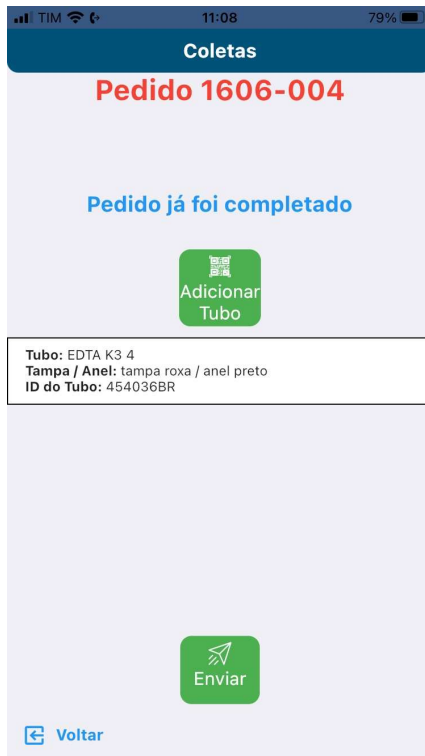 TIM 11:08 79%
Coletas
Pedido 1606-004
Pedido já foi completado
Adicionar
Tubo
Tubo: EDTA K3 4
Tampa / Anel: tampa roxa / anel preto
ID do Tubo: 454036BR
Enviar
Voltar